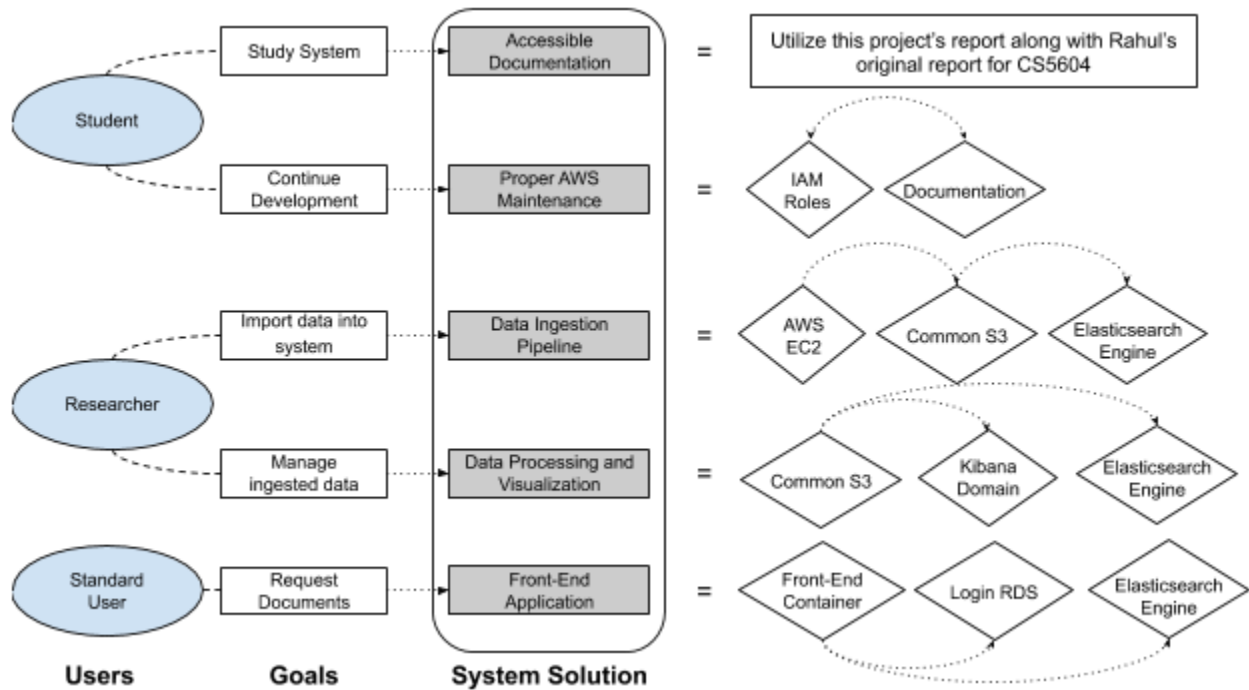 Study System
Accessible
Documentation
=
Utilize this project's report along with Rahul's
original report for CS5604
Student
Continue
Development
Proper AWS
Maintenance
=
IAM
Roles
Documentation
Import data into
system
Data Ingestion
Pipeline
=
AWS
EC2
Common S3
Elasticsearch
Engine
Researcher
Manage
ingested data
Data Processing and
Visualization
=
Common S3
Kibana
Domain
Elasticsearch
Engine
Standard
User
Request
Documents
Front-End
Application
=
Front-End
Container
Login RDS
Elasticsearch
Engine
Users
Goals
System Solution